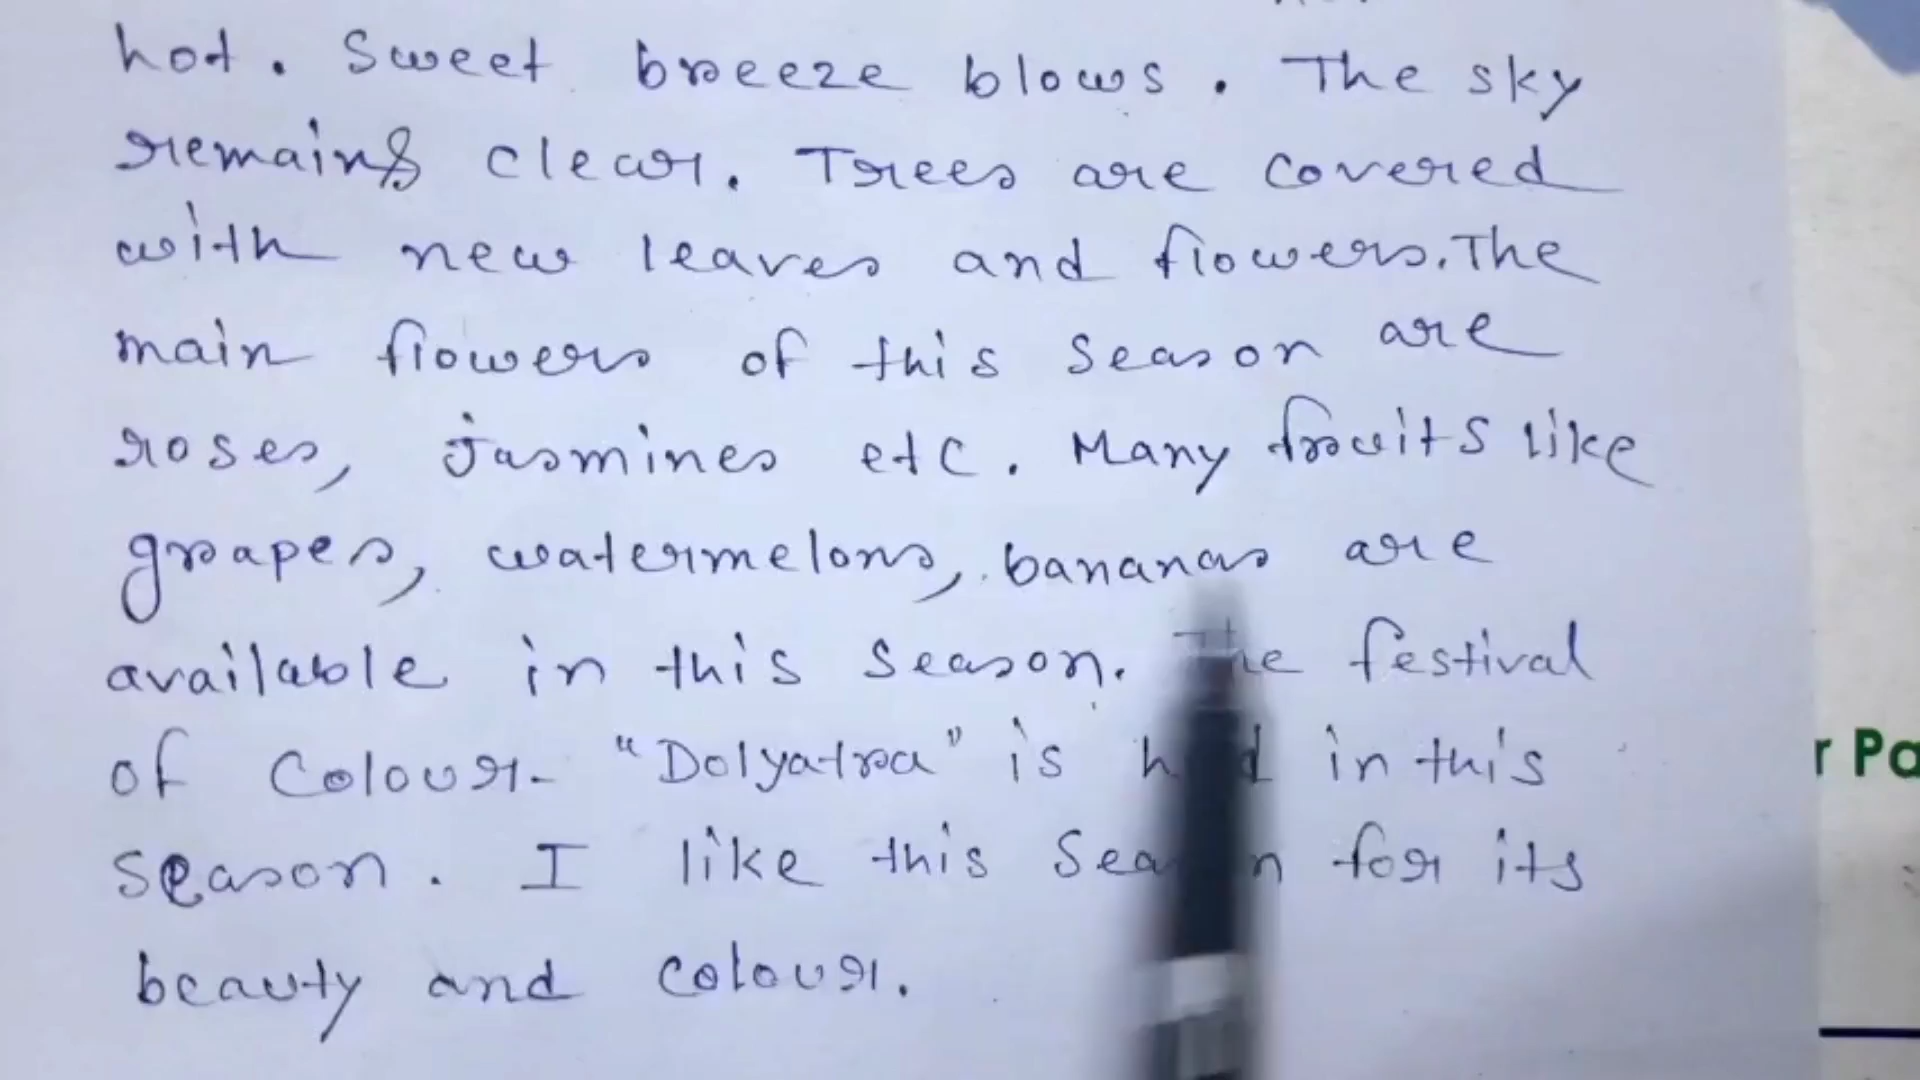 hot. Sweet breeze blows. The sky
remains clear. Trees are covered
with new leaves and flowers. The
main flowers of this season are
roses, jasmines etc. Many fruits like
grapes, watermelons, bananas are
available in this season. The festival
of Colour- "Dolyatra" is in this
season. I like this Season for its
beauty and colour.
r Pa